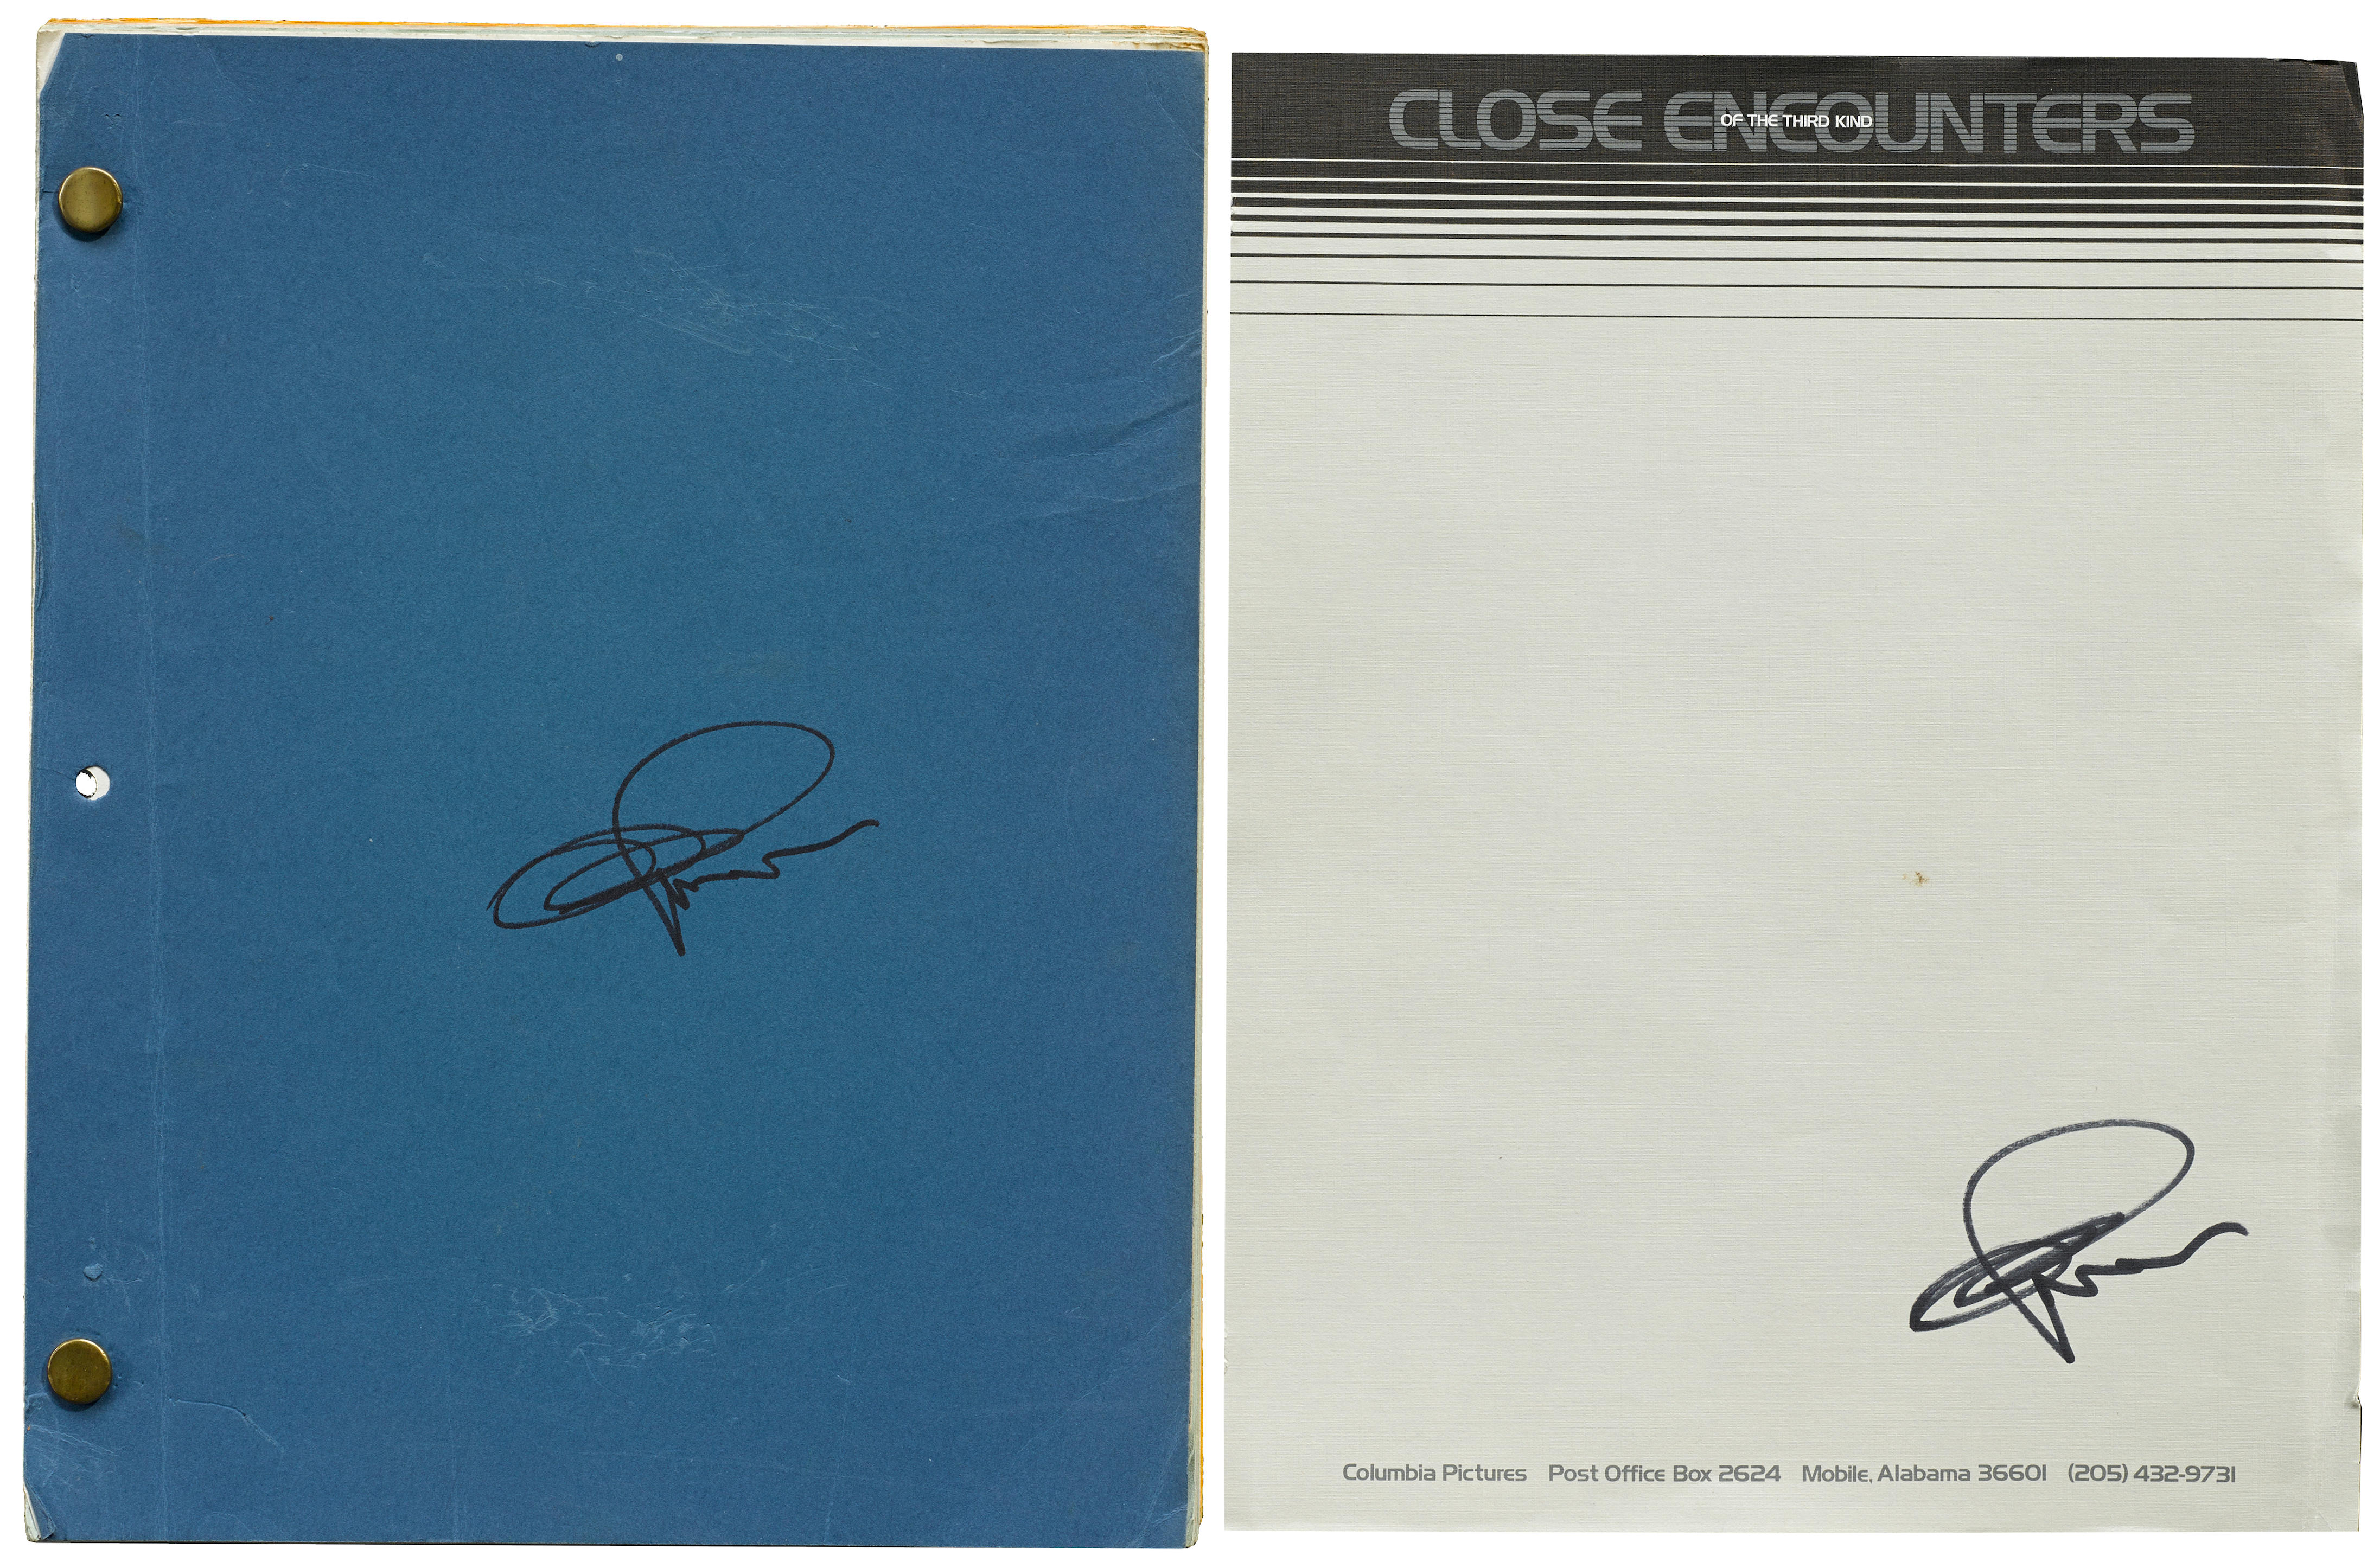 CLOSE ENCOUNTERS
OF THE THIRD KIND
Columbia Pictures Post Office Box 2624 Mobile, Alabama 36601 (205) 432-9731